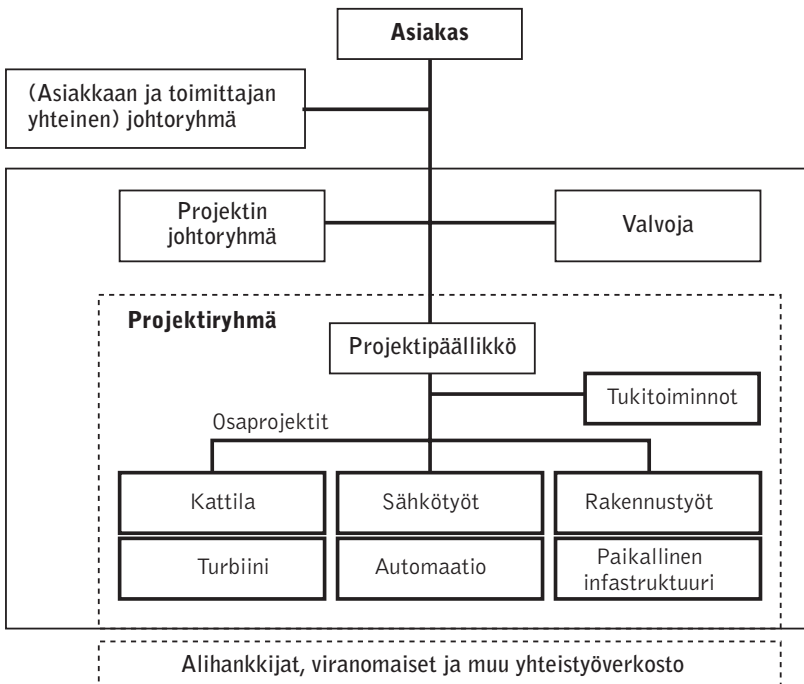 Asiakas
(Asiakkaan ja toimittajan
yhteinen) johtoryhmä
Projektin
johtoryhmä
Valvoja
Projektiryhmä
Projektipäällikkö
Tukitoiminnot
Osaprojektit
Kattila
Sähkötyöt
Rakennustyöt
Turbiini
Automaatio
Paikallinen
infastruktuuri
Alihankkijat, viranomaiset ja muu yhteistyöverkosto